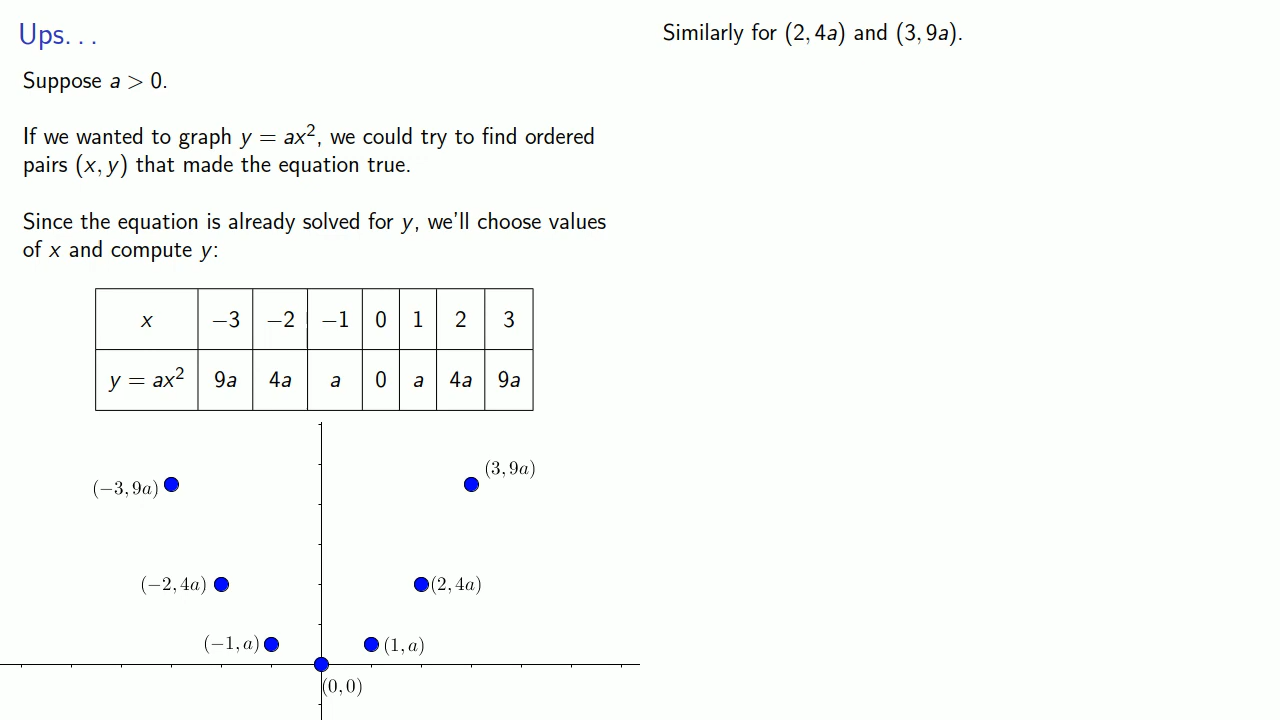 Ups. . .
Suppose a > 0.
If we wanted to graph y = ax², we could try to find ordered
pairs (x, y) that made the equation true.
Since the equation is already solved for y, we'll choose values
of x and compute y:
x −3 −2 −1 0 1 2 3
y = ax² 9a 4a a 0 a 4a 9a
(−3, 9a) (3, 9a)
(−2, 4a) (2, 4a)
(−1, a) (1, a)
(0, 0)
Similarly for (2, 4a) and (3, 9a).